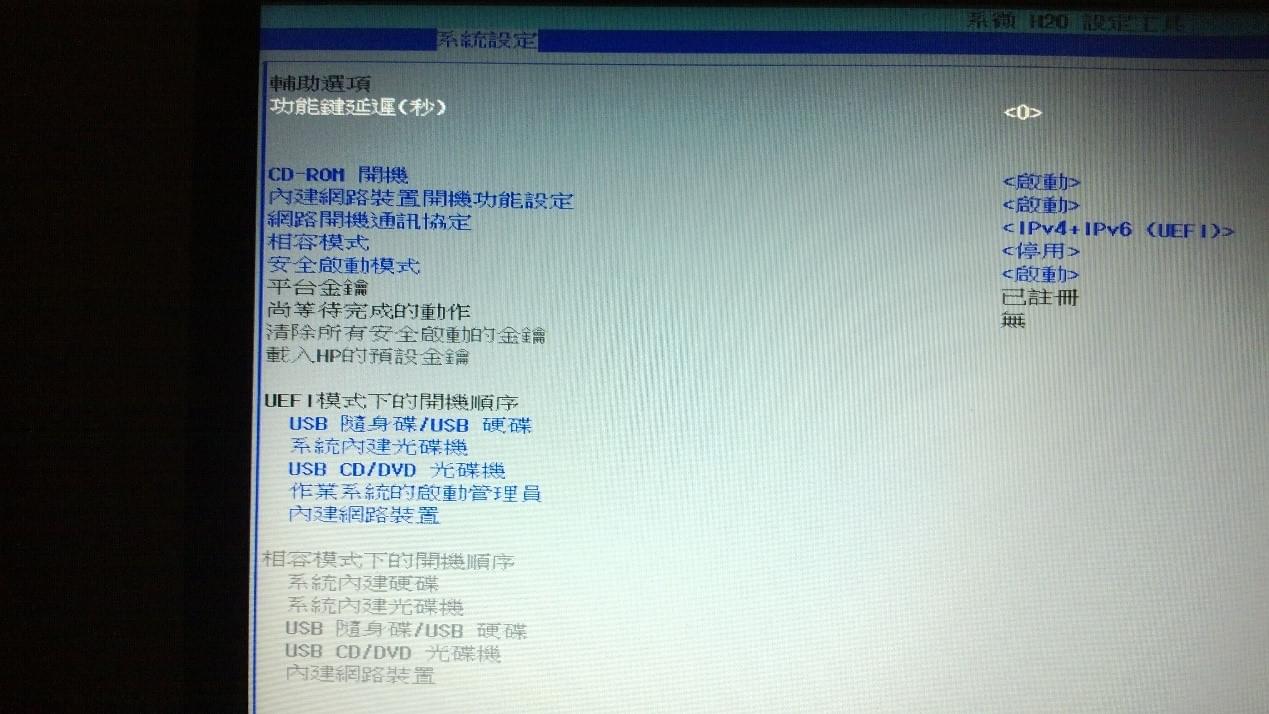 系微 H2O 設定工具
系統設定
輔助選項
功能鍵延遲(秒) <0>
CD-ROM 開機 <啟動>
內建網路裝置開機功能設定 <啟動>
網路開機通訊協定 <IPv4+IPv6 (UEFI)>
相容模式 <停用>
安全啟動模式 <啟動>
平台金鑰 已註冊
尚等待完成的動作 無
清除所有安全啟動的金鑰
載入HP的預設金鑰
UEFI模式下的開機順序
USB 隨身碟/USB 硬碟
系統內建光碟機
USB CD/DVD 光碟機
作業系統的啟動管理員
內建網路裝置
相容模式下的開機順序
系統內建硬碟
系統內建光碟機
USB 隨身碟/USB 硬碟
USB CD/DVD 光碟機
內建網路裝置